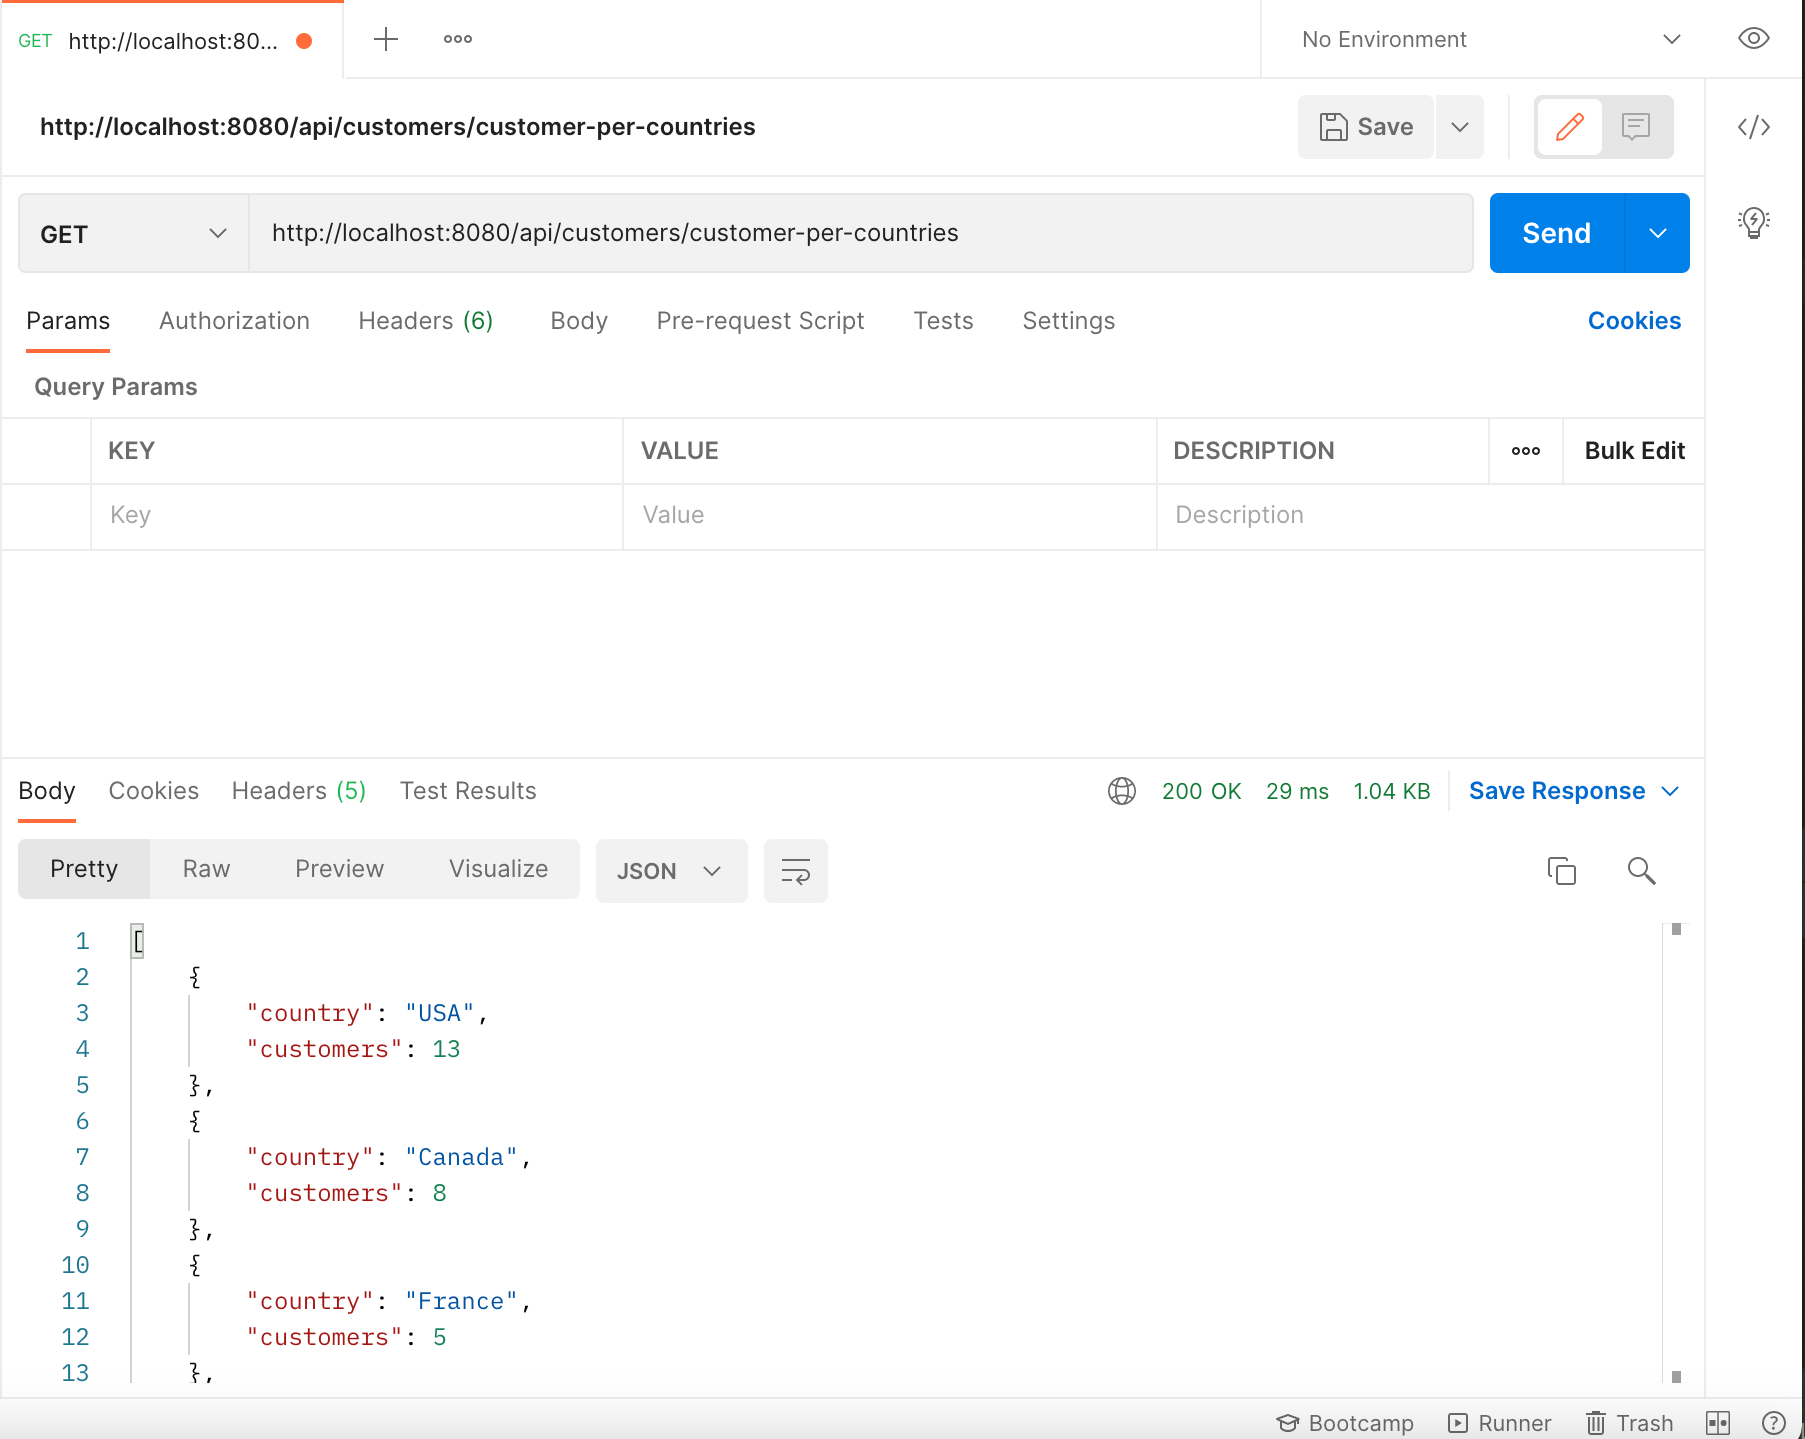 GET http://localhost:80...
No Environment
http://localhost:8080/api/customers/customer-per-countries
Save
GET
http://localhost:8080/api/customers/customer-per-countries
Send
Params Authorization Headers (6) Body Pre-request Script Tests Settings Cookies
Query Params
KEY VALUE DESCRIPTION ooo Bulk Edit
Key Value Description
Body Cookies Headers (5) Test Results 200 OK 29 ms 1.04 KB Save Response
Pretty Raw Preview Visualize JSON
1 [
2 {
3 "country": "USA",
4 "customers": 13
5 },
6 {
7 "country": "Canada",
8 "customers": 8
9 },
10 {
11 "country": "France",
12 "customers": 5
13 },
Bootcamp Runner Trash